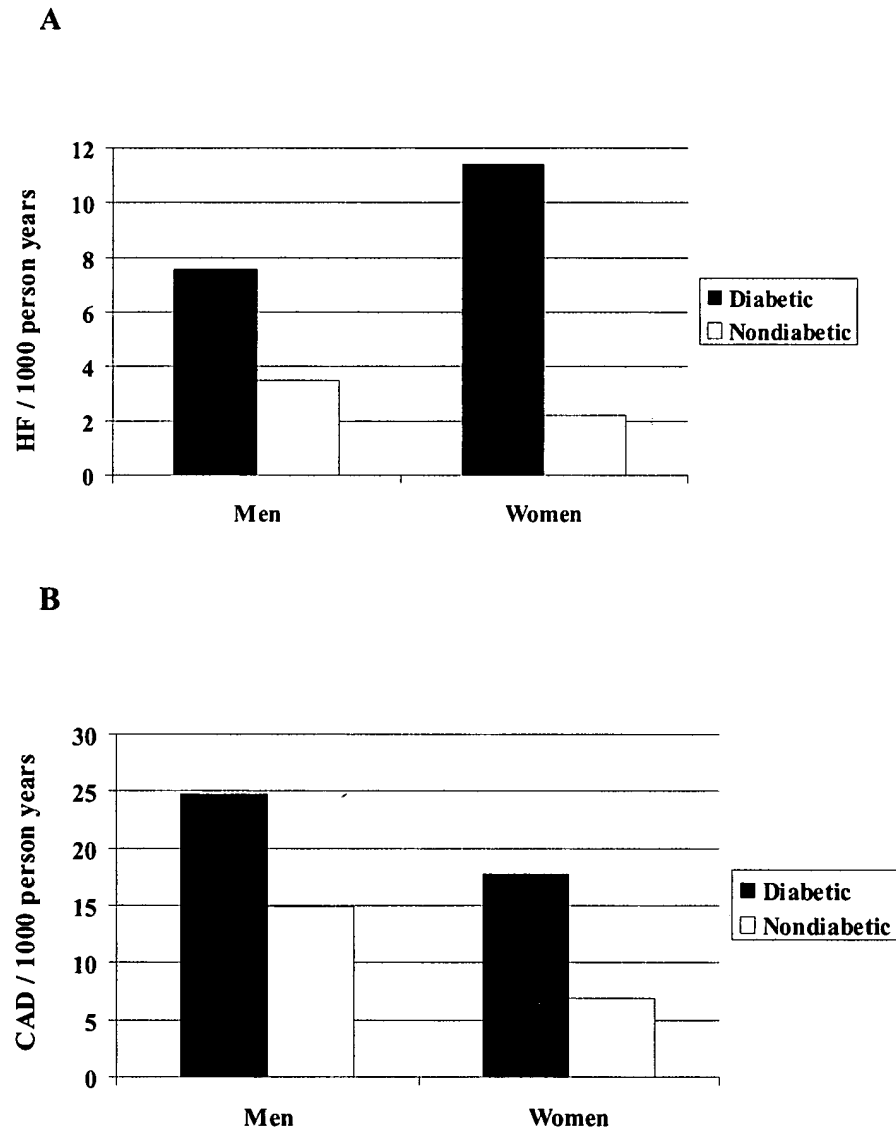 A
HF / 1000 person years
12
10
8
6
4
2
0
Men Women
■ Diabetic
□ Nondiabetic
B
CAD / 1000 person years
30
25
20
15
10
5
0
Men Women
■ Diabetic
□ Nondiabetic